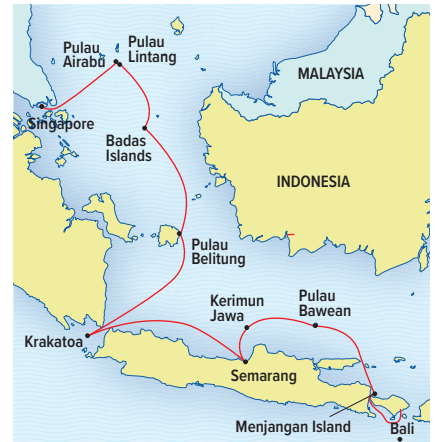 Pulau
Airabu
Pulau
Lintang
MALAYSIA
Singapore
Badas
Islands
INDONESIA
Pulau
Belitung
Kerimun
Jawa
Pulau
Bawean
Krakatoa
Semarang
Menjangan Island
Bali